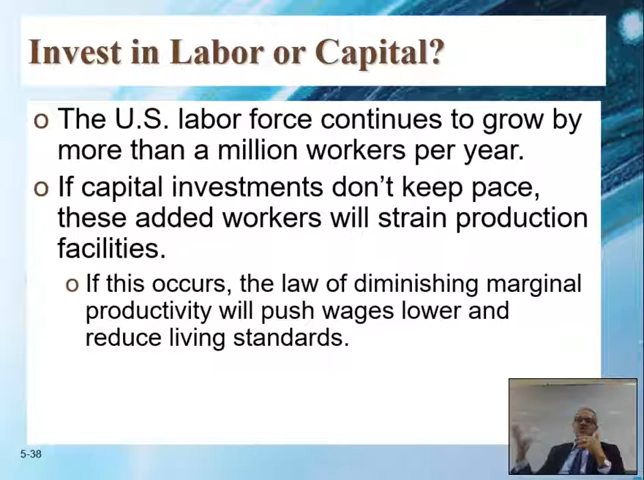 Invest in Labor or Capital?
o The U.S. labor force continues to grow by
more than a million workers per year.
o If capital investments don't keep pace,
these added workers will strain production
facilities.
o If this occurs, the law of diminishing marginal
productivity will push wages lower and
reduce living standards.
5-38